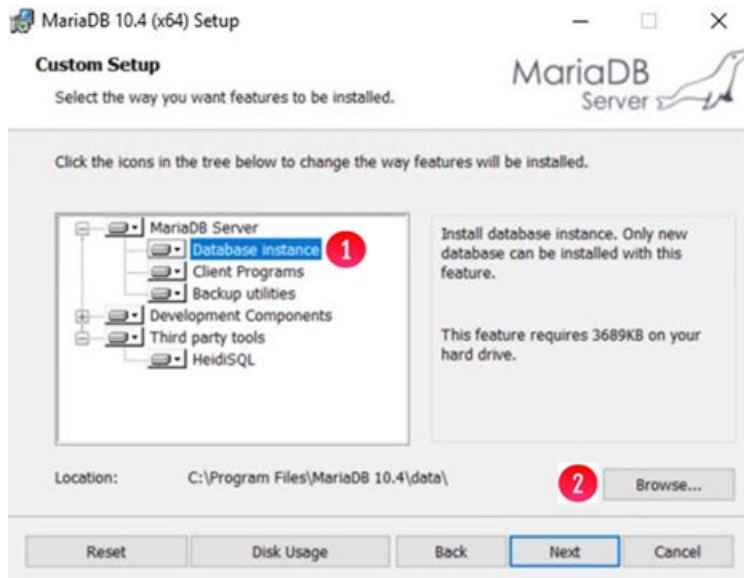 MariaDB 10.4 (x64) Setup
Custom Setup
Select the way you want features to be installed.
MariaDB
Server
Click the icons in the tree below to change the way features will be installed.
MariaDB Server
Database instance 1
Client Programs
Backup utilities
Development Components
Third party tools
HeidiSQL
Install database instance. Only new
database can be installed with this
feature.
This feature requires 3689KB on your
hard drive.
Location: C:\Program Files\MariaDB 10.4\data\ 2 Browse...
Reset Disk Usage Back Next Cancel